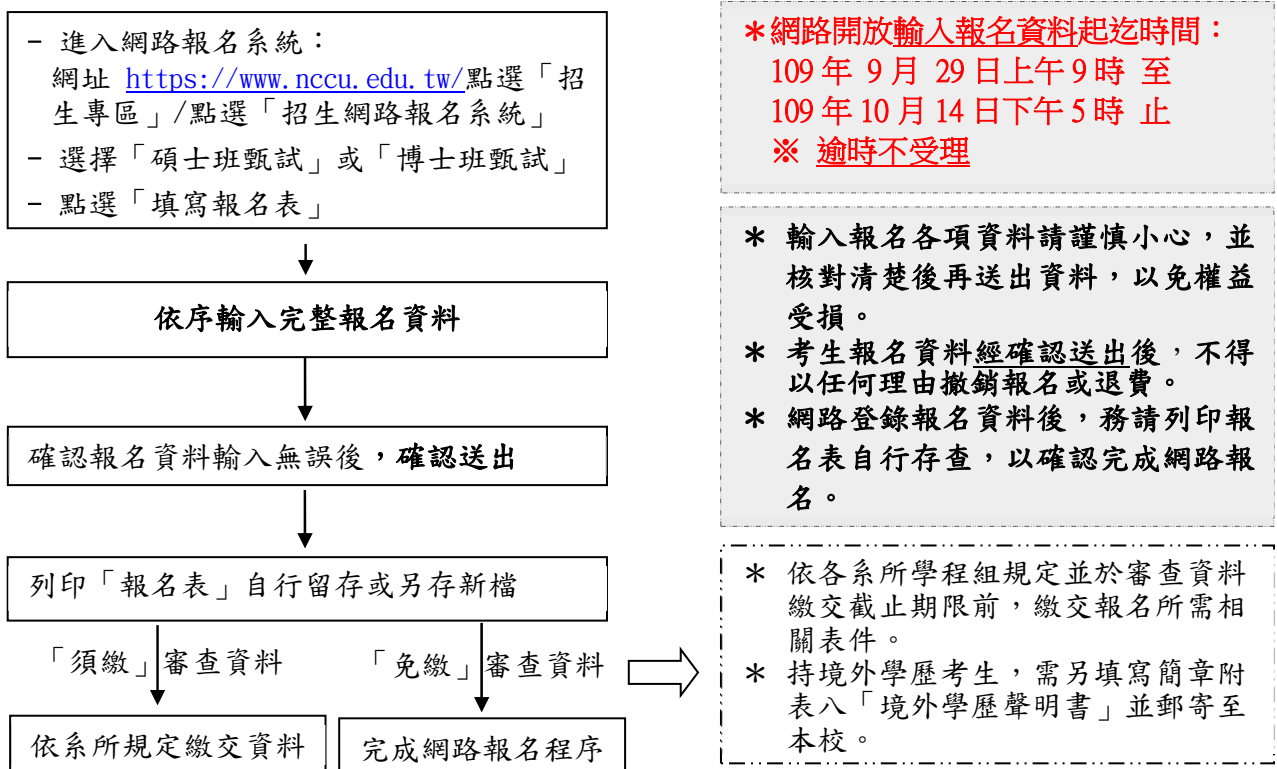 - 進入網路報名系統：
網址 https://www.nccu.edu.tw/點選「招
生專區」/點選「招生網路報名系統」
- 選擇「碩士班甄試」或「博士班甄試」
- 點選「填寫報名表」
依序輸入完整報名資料
確認報名資料輸入無誤後，確認送出
列印「報名表」自行留存或另存新檔
「須繳」審查資料
「免繳」審查資料
依系所規定繳交資料
完成網路報名程序
＊網路開放輸入報名資料起迄時間：
109 年 9 月 29 日上午 9 時 至
109 年 10 月 14 日下午 5 時 止
※ 逾時不受理
＊ 輸入報名各項資料請謹慎小心，並
核對清楚後再送出資料，以免權益
受損。
＊ 考生報名資料經確認送出後，不得
以任何理由撤銷報名或退費。
＊ 網路登錄報名資料後，務請列印報
名表自行存查，以確認完成網路報
名。
＊ 依各系所學程組規定並於審查資料
繳交截止期限前，繳交報名所需相
關表件。
＊ 持境外學歷考生，需另填寫簡章附
表八「境外學歷聲明書」並郵寄至
本校。